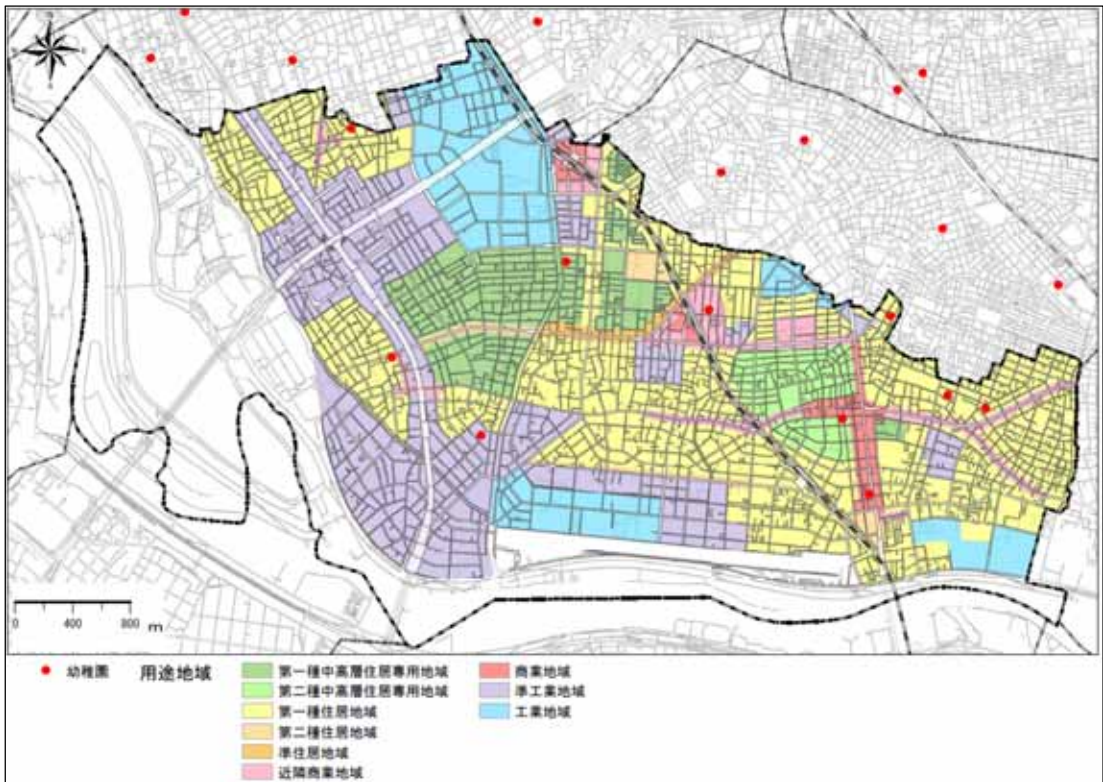 0 400 800 m
幼稚園 用途地域
第一種中高層住居専用地域
第二種中高層住居専用地域
第一種住居地域
第二種住居地域
準住居地域
近隣商業地域
商業地域
準工業地域
工業地域